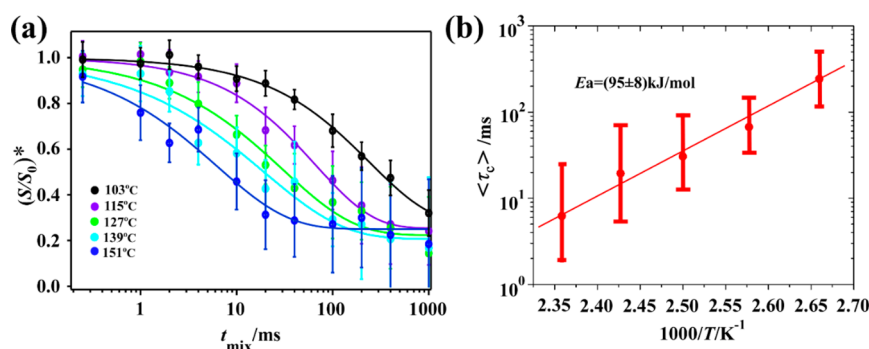 (a)
(S/S₀)*
1.0
0.8
0.6
0.4
0.2
0.0
103°C
115°C
127°C
139°C
151°C
1 10 100 1000
t_mix/ms
(b)
<τ_c> /ms
10³
10²
10¹
10⁰
Ea=(95±8)kJ/mol
2.35 2.40 2.45 2.50 2.55 2.60 2.65 2.70
1000/T/K⁻¹